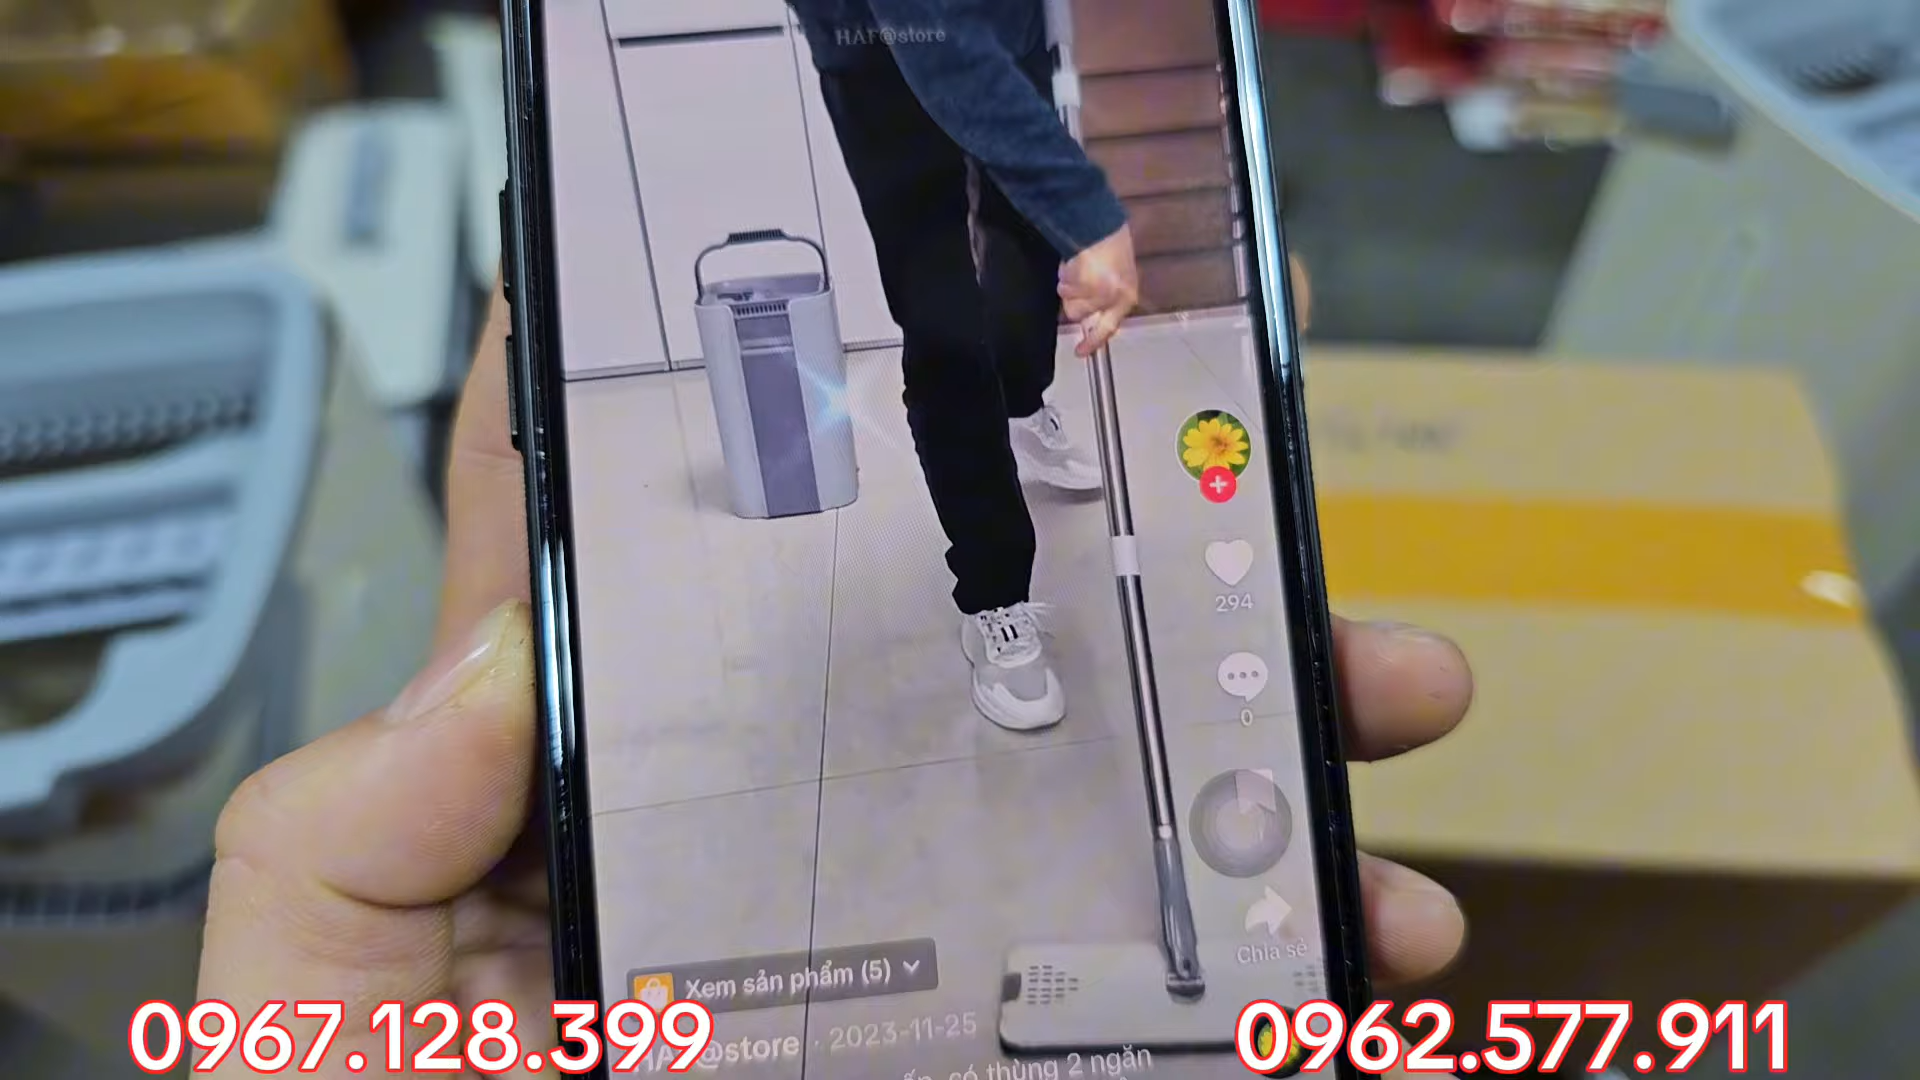 HAF@store
294
0
Chia sẻ
Xem sản phẩm (5)
@store · 2023-11-25
có thùng 2 ngăn
0967.128.399
0962.577.911